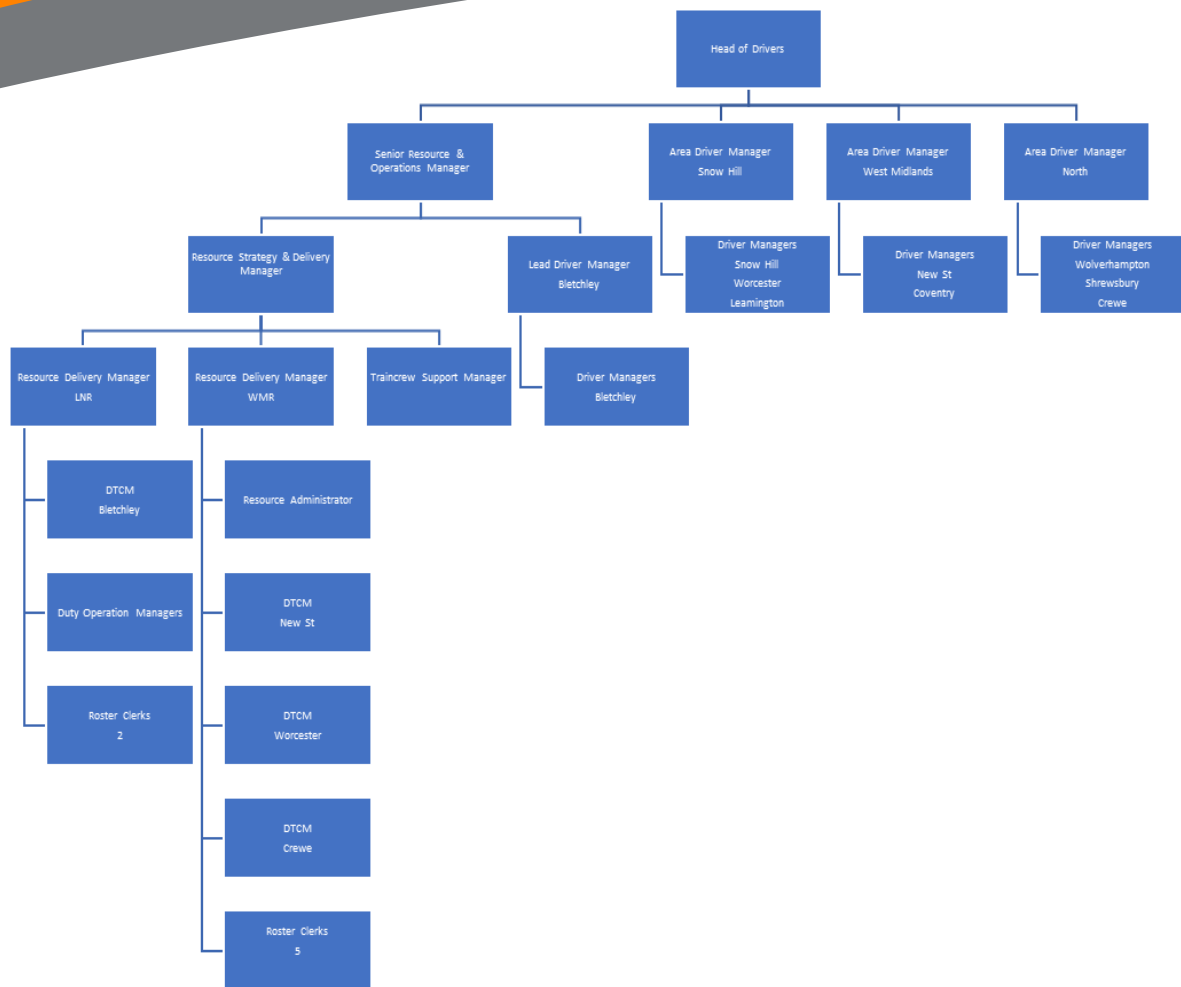 Head of Drivers
Senior Resource &
Operations Manager
Area Driver Manager
Snow Hill
Area Driver Manager
West Midlands
Area Driver Manager
North
Resource Strategy & Delivery
Manager
Lead Driver Manager
Bletchley
Driver Managers
Snow Hill
Worcester
Leamington
Driver Managers
New St
Coventry
Driver Managers
Wolverhampton
Shrewsbury
Crewe
Resource Delivery Manager
LNR
Resource Delivery Manager
WMR
Traincrew Support Manager
Driver Managers
Bletchley
DTCM
Bletchley
Resource Administrator
Duty Operation Managers
DTCM
New St
Roster Clerks
2
DTCM
Worcester
DTCM
Crewe
Roster Clerks
5